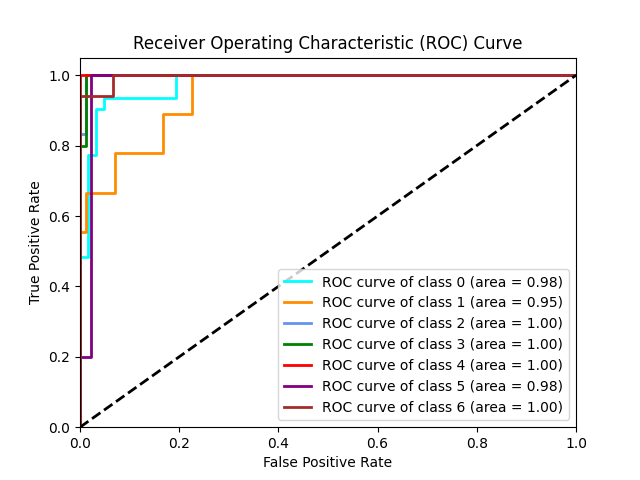 Receiver Operating Characteristic (ROC) Curve
1.0
0.8
0.6
0.4
0.2
0.0
True Positive Rate
ROC curve of class 0 (area = 0.98)
ROC curve of class 1 (area = 0.95)
ROC curve of class 2 (area = 1.00)
ROC curve of class 3 (area = 1.00)
ROC curve of class 4 (area = 1.00)
ROC curve of class 5 (area = 0.98)
ROC curve of class 6 (area = 1.00)
0.0 0.2 0.4 0.6 0.8 1.0
False Positive Rate